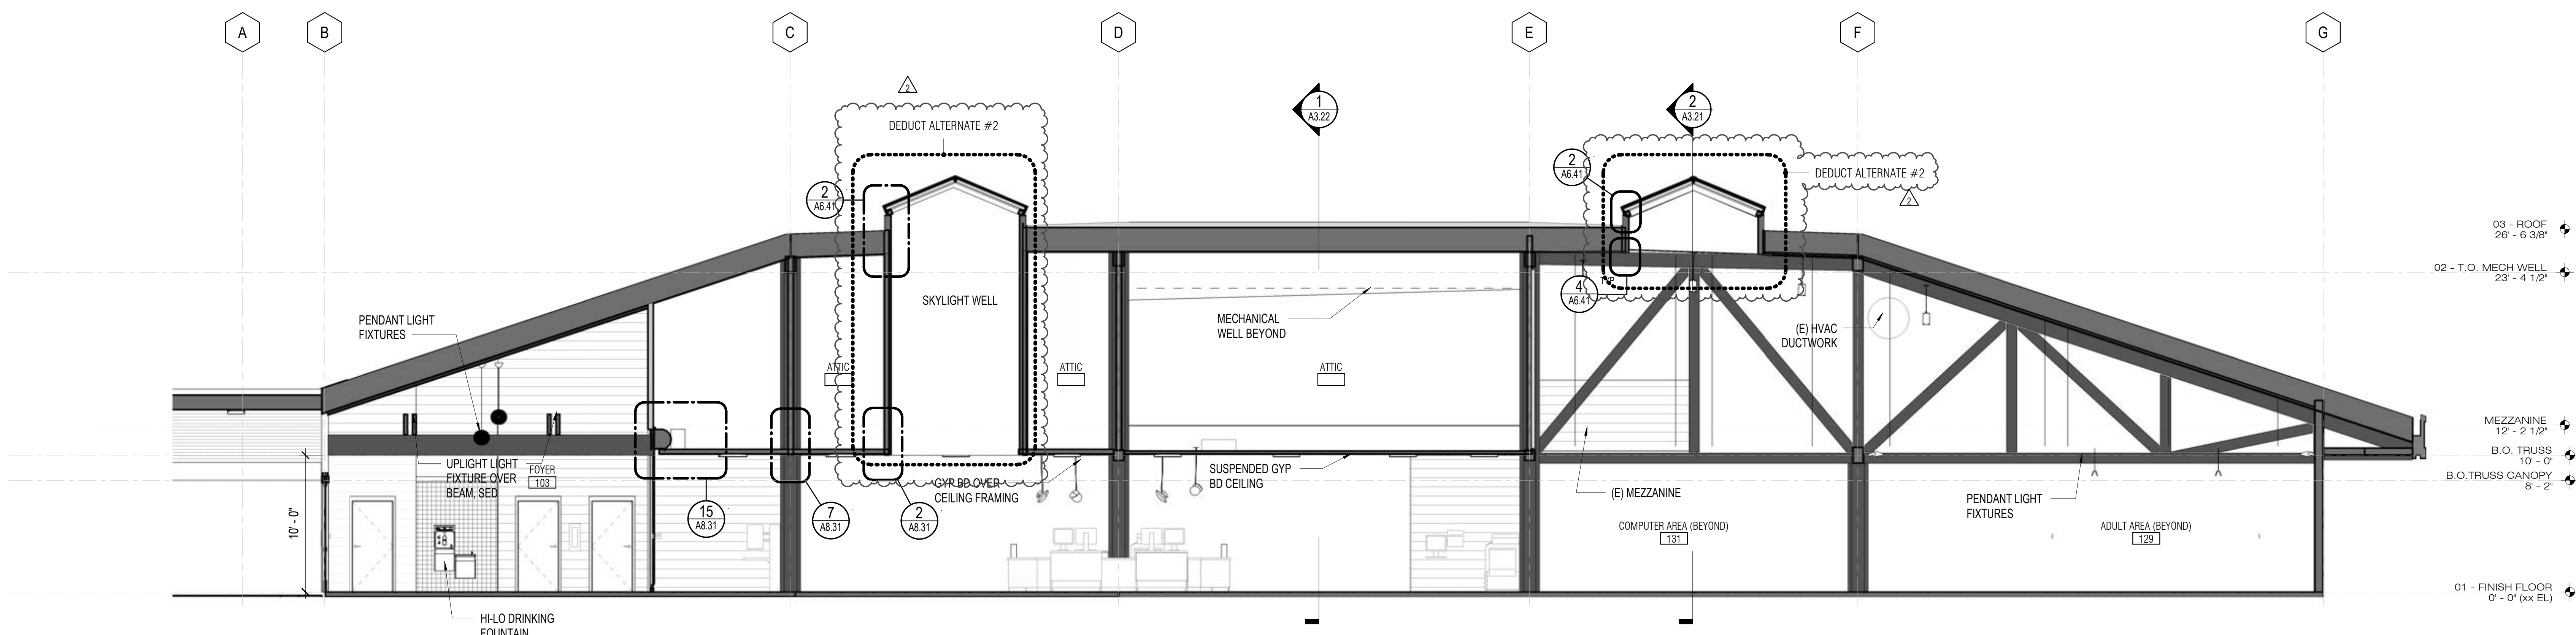 A
B
C
D
E
F
G
2
DEDUCT ALTERNATE #2
1
A3.22
2
A3.21
2
A6.41
2
A6.41
DEDUCT ALTERNATE #2
2
03 - ROOF
26' - 6 3/8"
02 - T.O. MECH WELL
23' - 4 1/2"
4
A6.41
TYP
SKYLIGHT WELL
PENDANT LIGHT
FIXTURES
MECHANICAL
WELL BEYOND
(E) HVAC
DUCTWORK
ATTIC
ATTIC
ATTIC
MEZZANINE
12' - 2 1/2"
B.O. TRUSS
10' - 0"
B.O.TRUSS CANOPY
8' - 2"
UPLIGHT LIGHT
FIXTURE OVER
BEAM, SED
FOYER
103
GYP BD OVER
CEILING FRAMING
SUSPENDED GYP
BD CEILING
(E) MEZZANINE
PENDANT LIGHT
FIXTURES
10' - 0"
15
A8.31
7
A8.31
2
A8.31
COMPUTER AREA (BEYOND)
131
ADULT AREA (BEYOND)
129
01 - FINISH FLOOR
0' - 0" (xx EL)
HI-LO DRINKING
FOUNTAIN